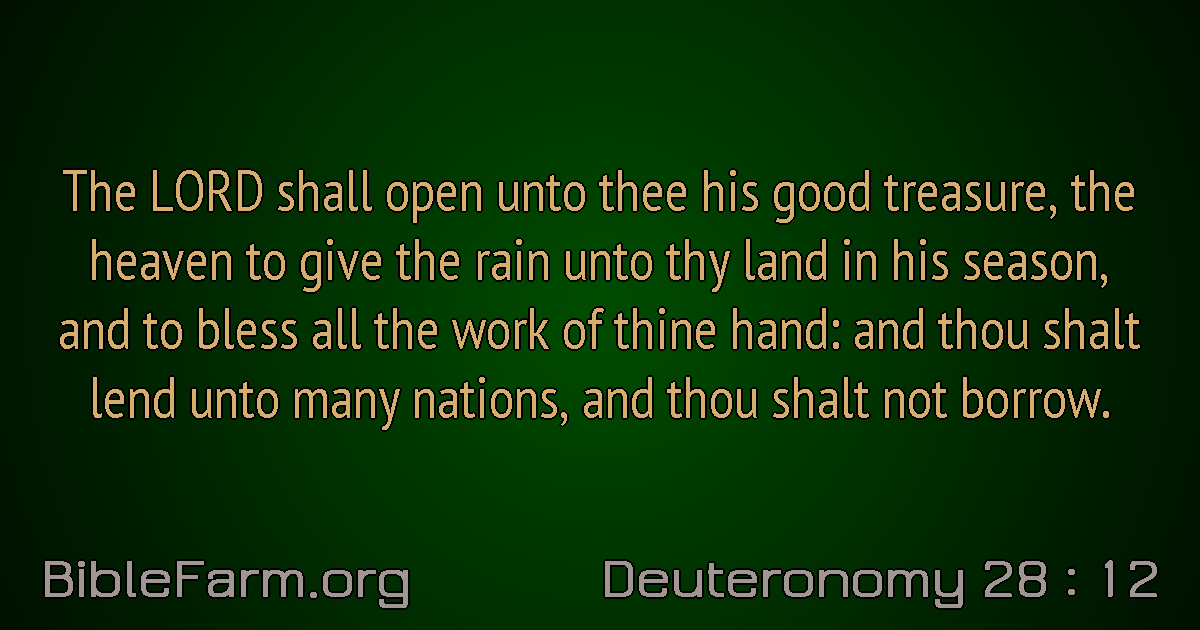 The LORD shall open unto thee his good treasure, the
heaven to give the rain unto thy land in his season,
and to bless all the work of thine hand: and thou shalt
lend unto many nations, and thou shalt not borrow.
BibleFarm.org
Deuteronomy 28 : 12